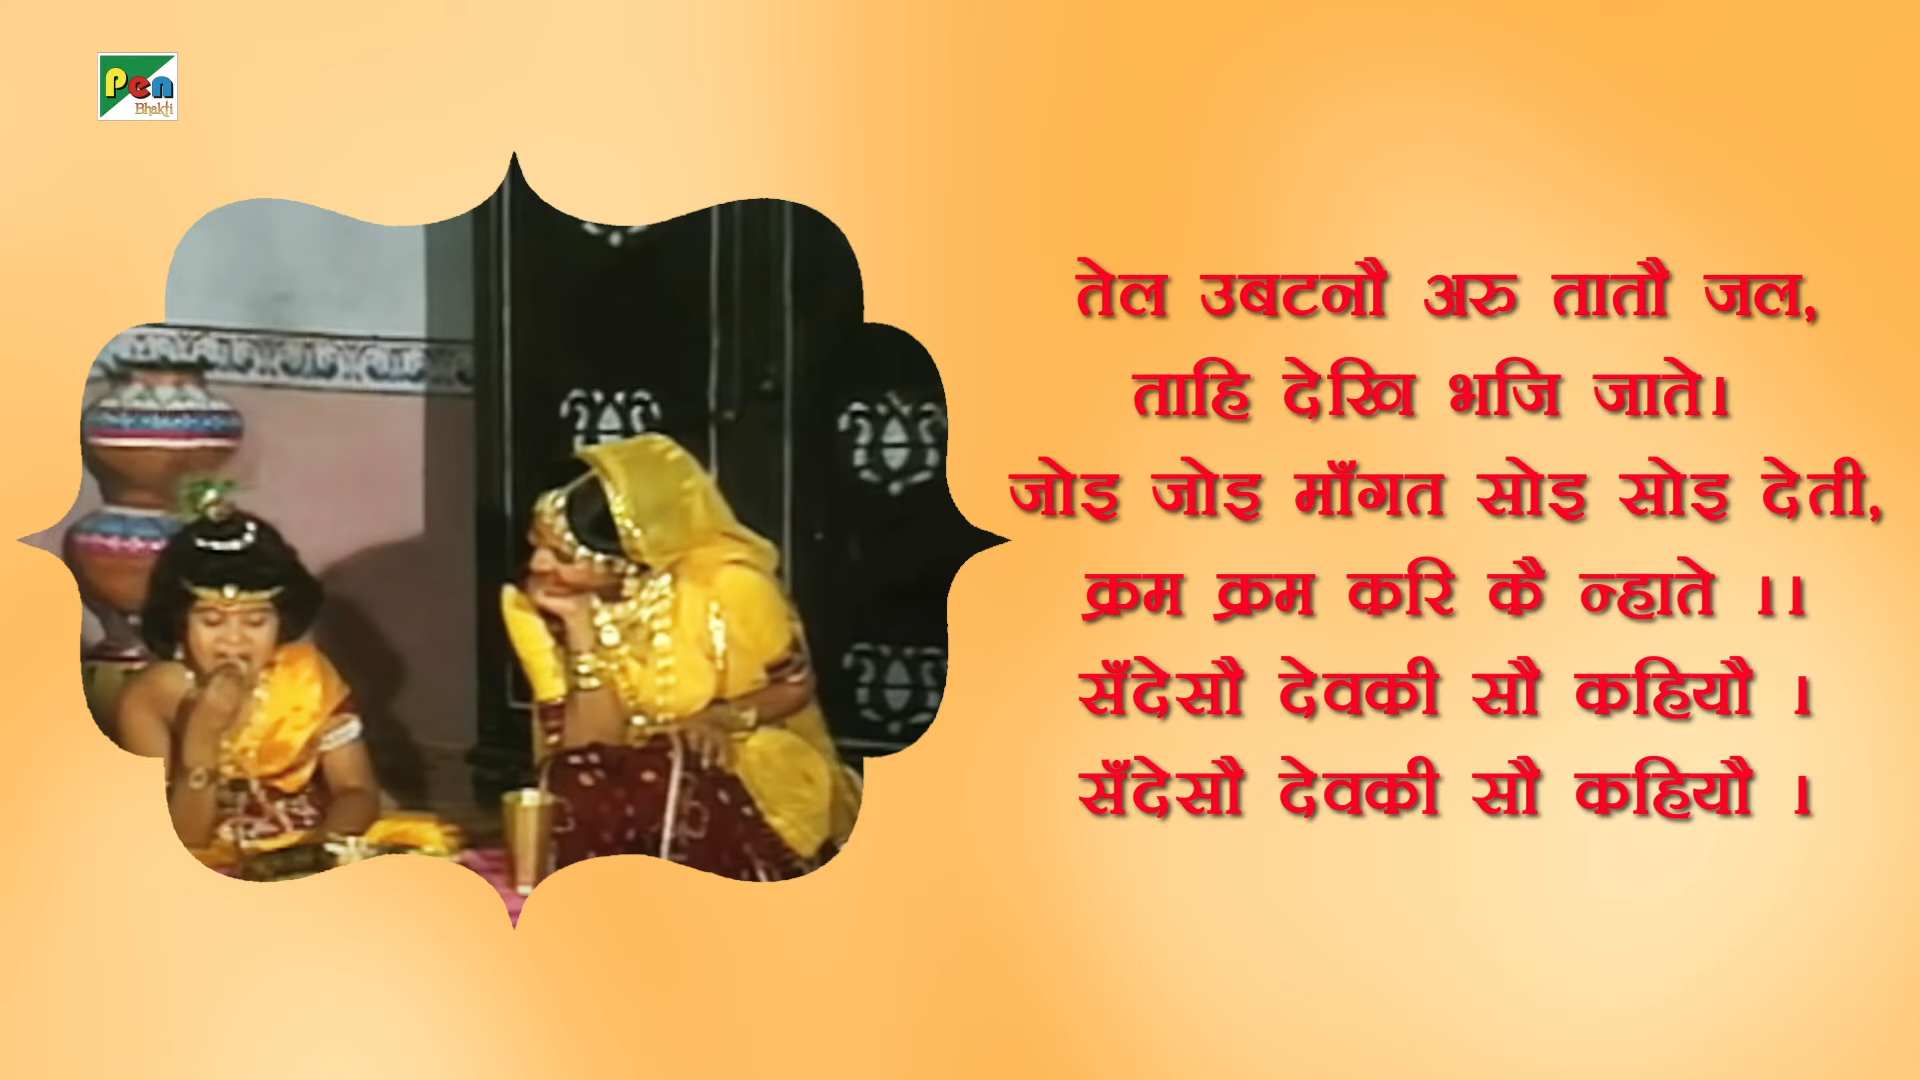 Pen
Bhakti
तेल उबटनौ अरु तातौ जल,
ताहि देखि भजि जाते।
जोइ जोइ माँगत सोइ सोइ देती,
क्रम क्रम करि कै न्हाते ।।
सँदेसौ देवकी सौ कहियौ ।
सँदेसौ देवकी सौ कहियौ ।